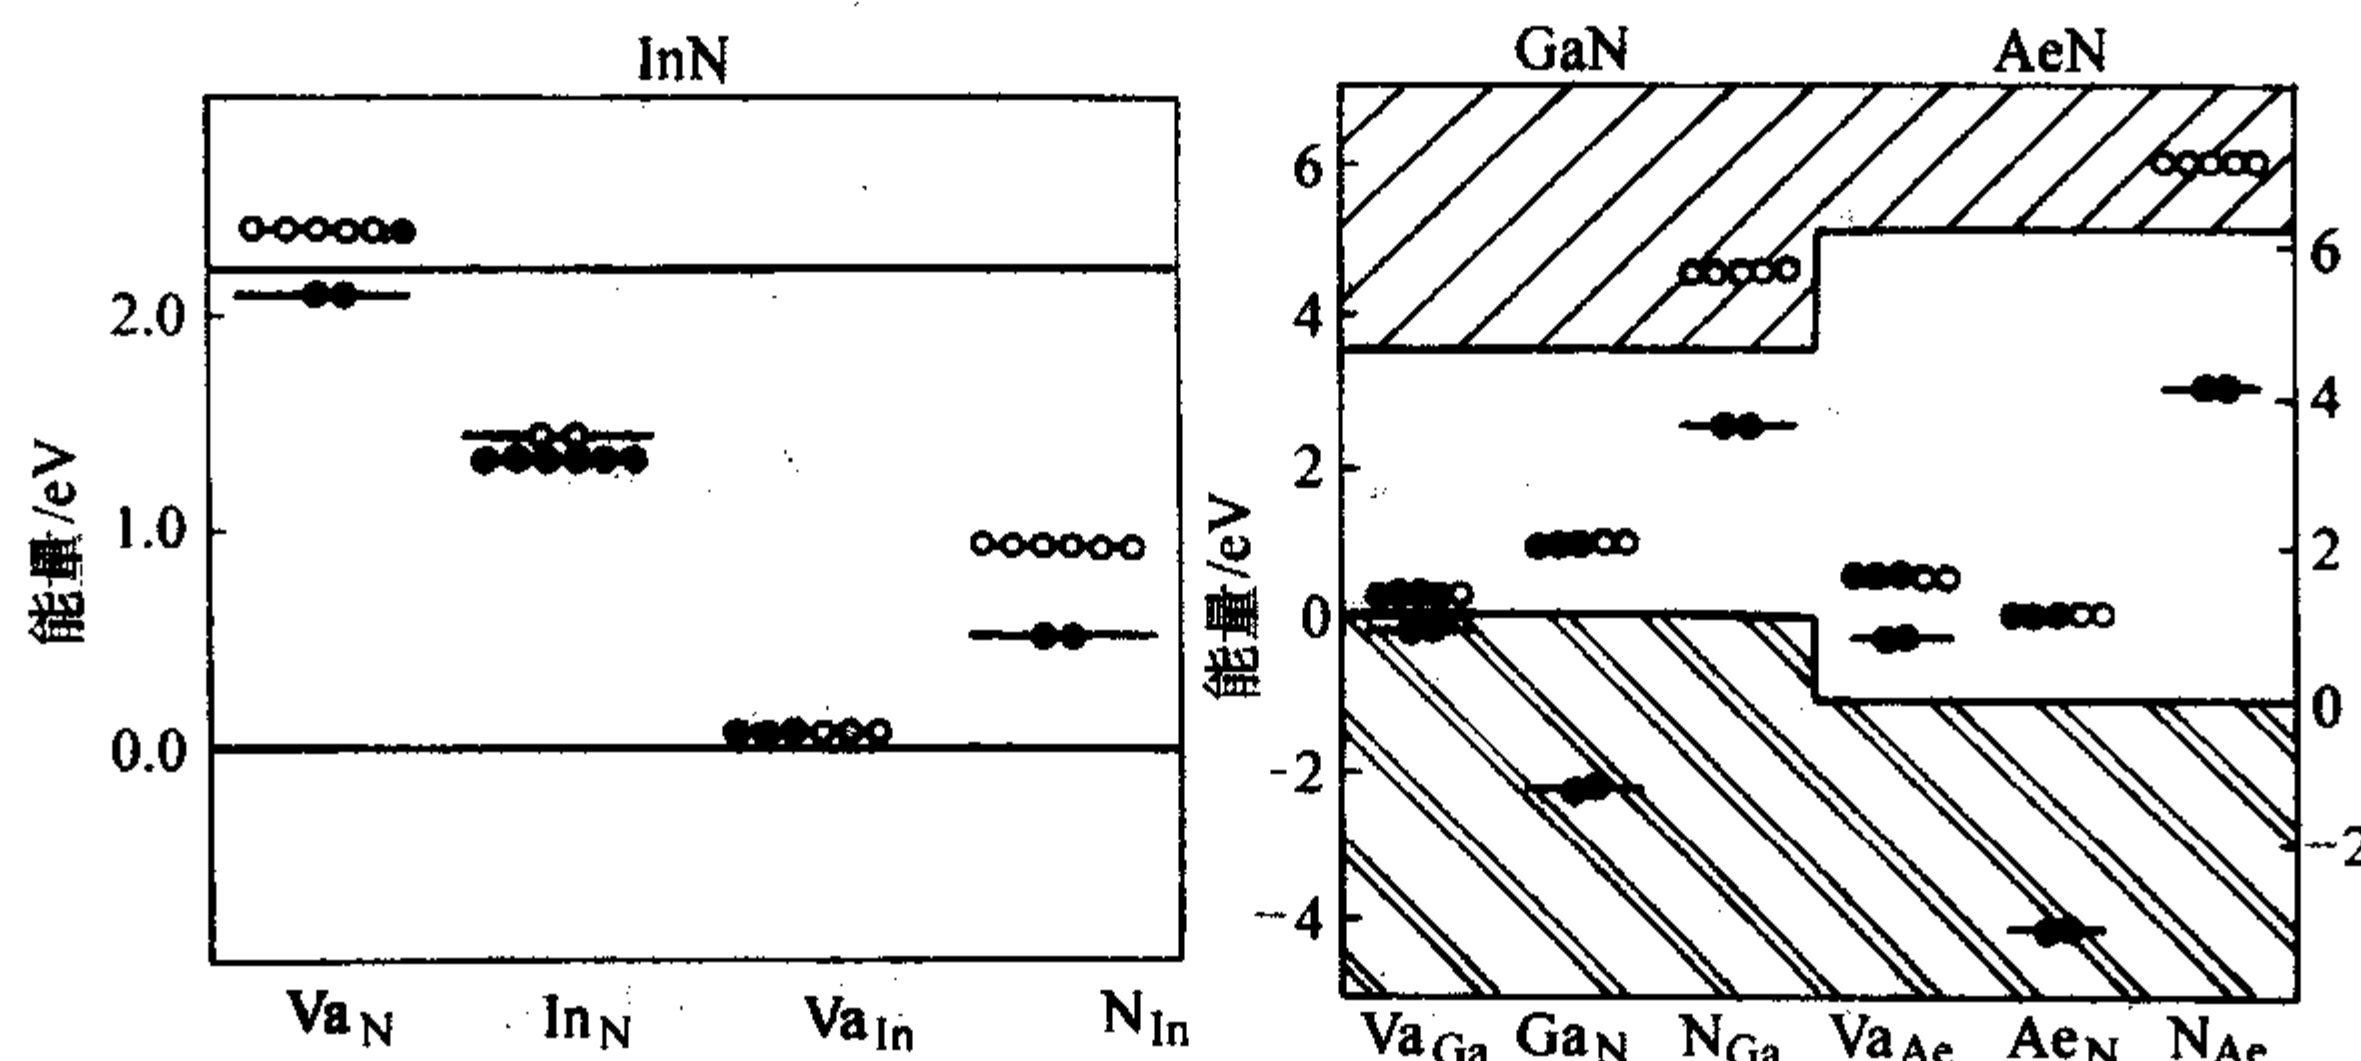 InN
2.0
1.0
0.0
能量/eV
Va N
In N
Va In
N In
GaN
AeN
6
4
2
0
-2
-4
能量/eV
6
4
2
0
-2
Va Ga
Ga N
N Ga
Va Ae
Ae N
N Ae